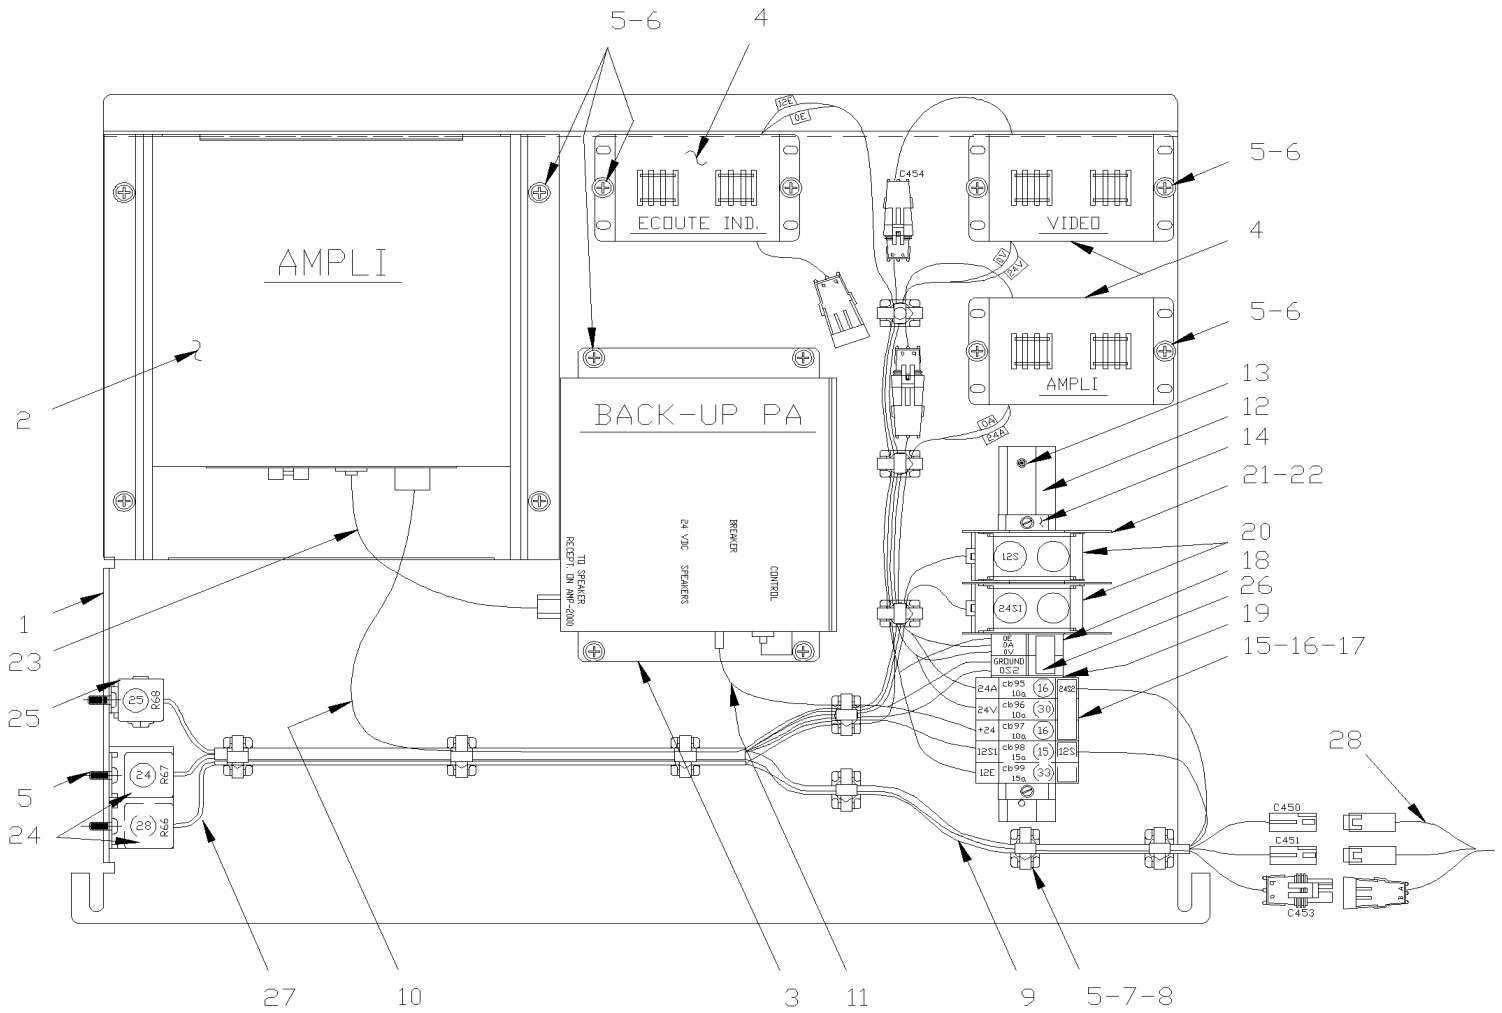 5-6
4
12E
0E
C454
5-6
ECOUTE IND.
VIDEO
4
0V
24V
AMPLI
5-6
2
BACK-UP PA
AMPLI
0A
24A
13
12
14
21-22
BREAKER
24 VDC SPEAKERS
TO SPEAKER
RECEPT. ON AMP-2000
CONTROL
12S
20
18
24S1
26
1
23
0E
0A
0V
GROUND
0S2
19
15-16-17
25
25
R68
24A
cb95
10a
16
24S2
24V
cb96
10a
30
+24
cb97
10a
16
12S1
cb98
15a
15
12S
12E
cb99
15a
33
28
5
24
R67
24
28
R66
C450
C451
A
B
C453
27
10
3
11
9
5-7-8